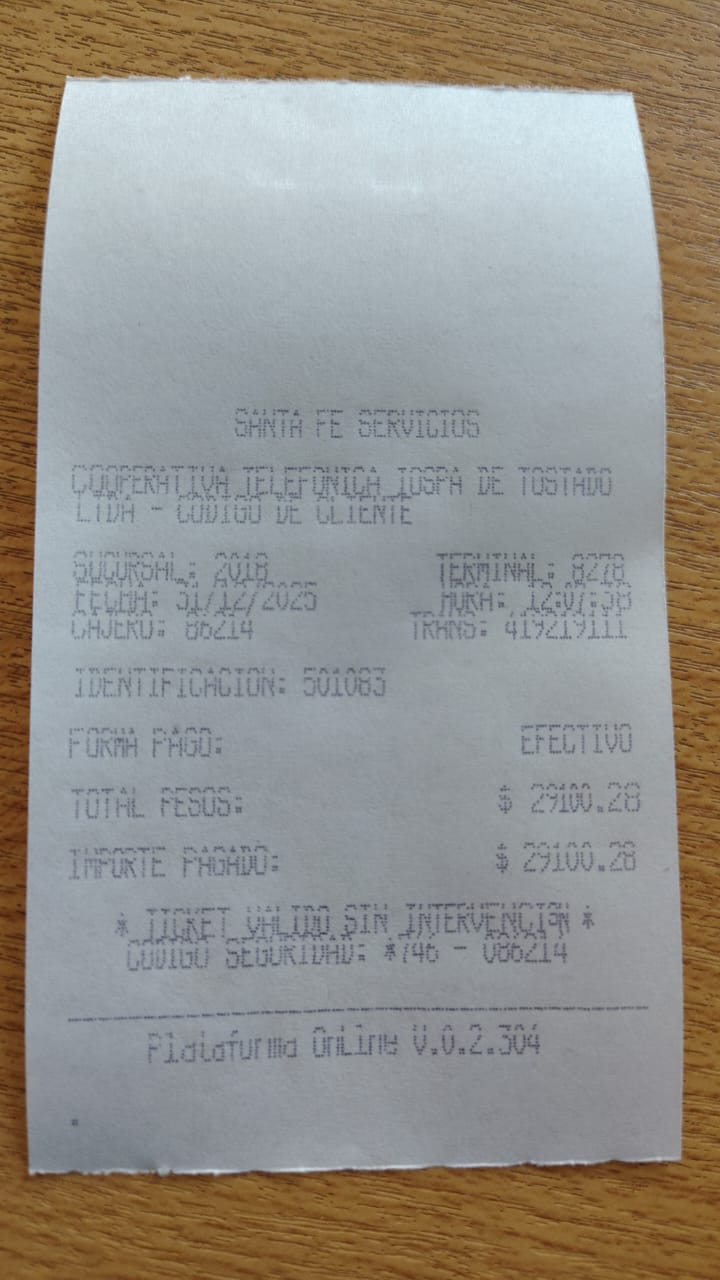 SANTA FE SERVICIOS
COOPERATIVA TELEFONICA IOSPA DE TOSTADO
LTDA - CODIGO DE CLIENTE
SUCURSAL: 2018 TERMINAL: 8278
FECHA: 31/12/2025 HORA: 12:07:38
CAJERO: 86214 TRANS: 419219111
IDENTIFICACION: 501083
FORMA PAGO: EFECTIVO
TOTAL PESOS: $ 29100.28
IMPORTE PAGADO: $ 29100.28
* TICKET VALIDO SIN INTERVENCION *
CODIGO SEGURIDAD: *746 - 086214
Plataforma OnLine V.0.2.304